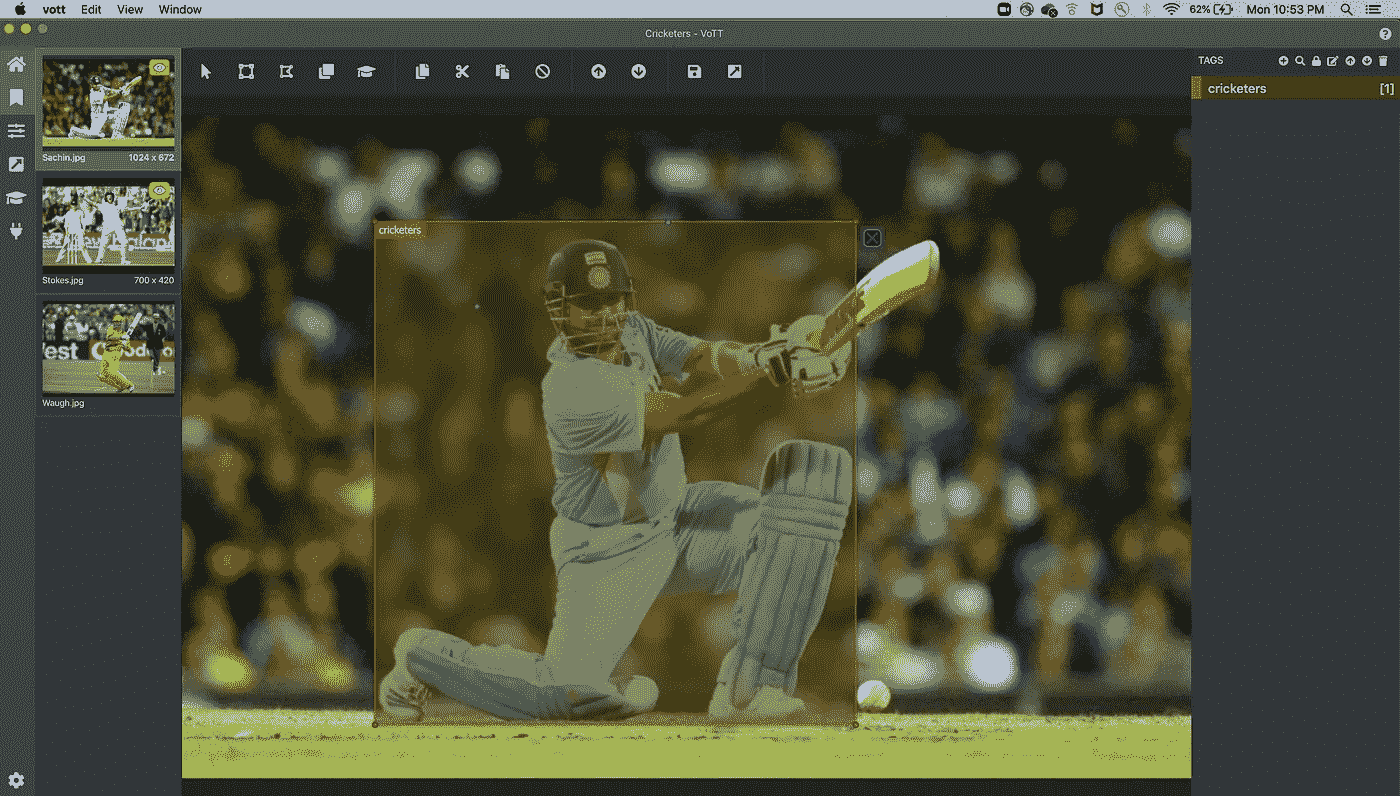 vott Edit View Window 62% Mon 10:53 PM
Cricketers - VoTT
TAGS
cricketers [1]
Sachin.jpg 1024 x 672
cricketers
Stokes.jpg 700 x 420
Waugh.jpg